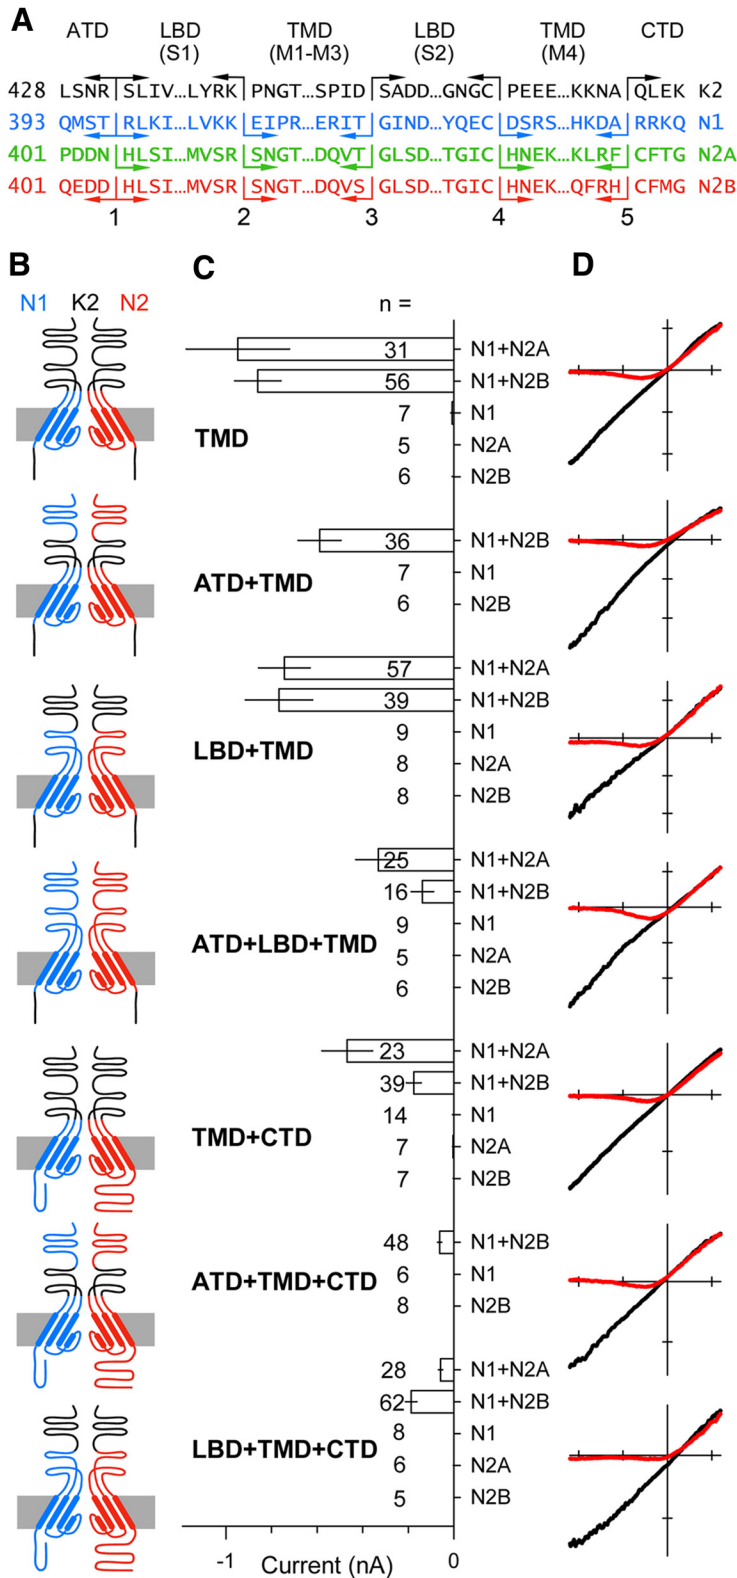 A
ATD LBD TMD LBD TMD CTD
(S1) (M1-M3) (S2) (M4)
428 LSNR SLIV...LYRK PNGT...SPID SADD...GNGC PEEE...KKNA QLEK K2
393 QMST RLKI...LVKK EIPR...ERIT GIND...YQEC DSRS...HKDA RRKQ N1
401 PDDN HLSI...MVSR SNGT...DQVT GLSD...TGIC HNEK...KLRF CFTG N2A
401 QEDD HLSI...MVSR SNGT...DQVS GLSD...TGIC HNEK...QFRH CFMG N2B
1 2 3 4 5
B C D
N1 K2 N2
n =
31 N1+N2A
56 N1+N2B
7 N1
TMD
5 N2A
6 N2B
36 N1+N2B
7 N1
ATD+TMD
6 N2B
57 N1+N2A
39 N1+N2B
9 N1
LBD+TMD
8 N2A
8 N2B
25 N1+N2A
16 N1+N2B
9 N1
ATD+LBD+TMD
5 N2A
6 N2B
23 N1+N2A
39 N1+N2B
14 N1
TMD+CTD
7 N2A
7 N2B
48 N1+N2B
6 N1
ATD+TMD+CTD
8 N2B
28 N1+N2A
62 N1+N2B
8 N1
LBD+TMD+CTD
6 N2A
5 N2B
-1 0
Current (nA)